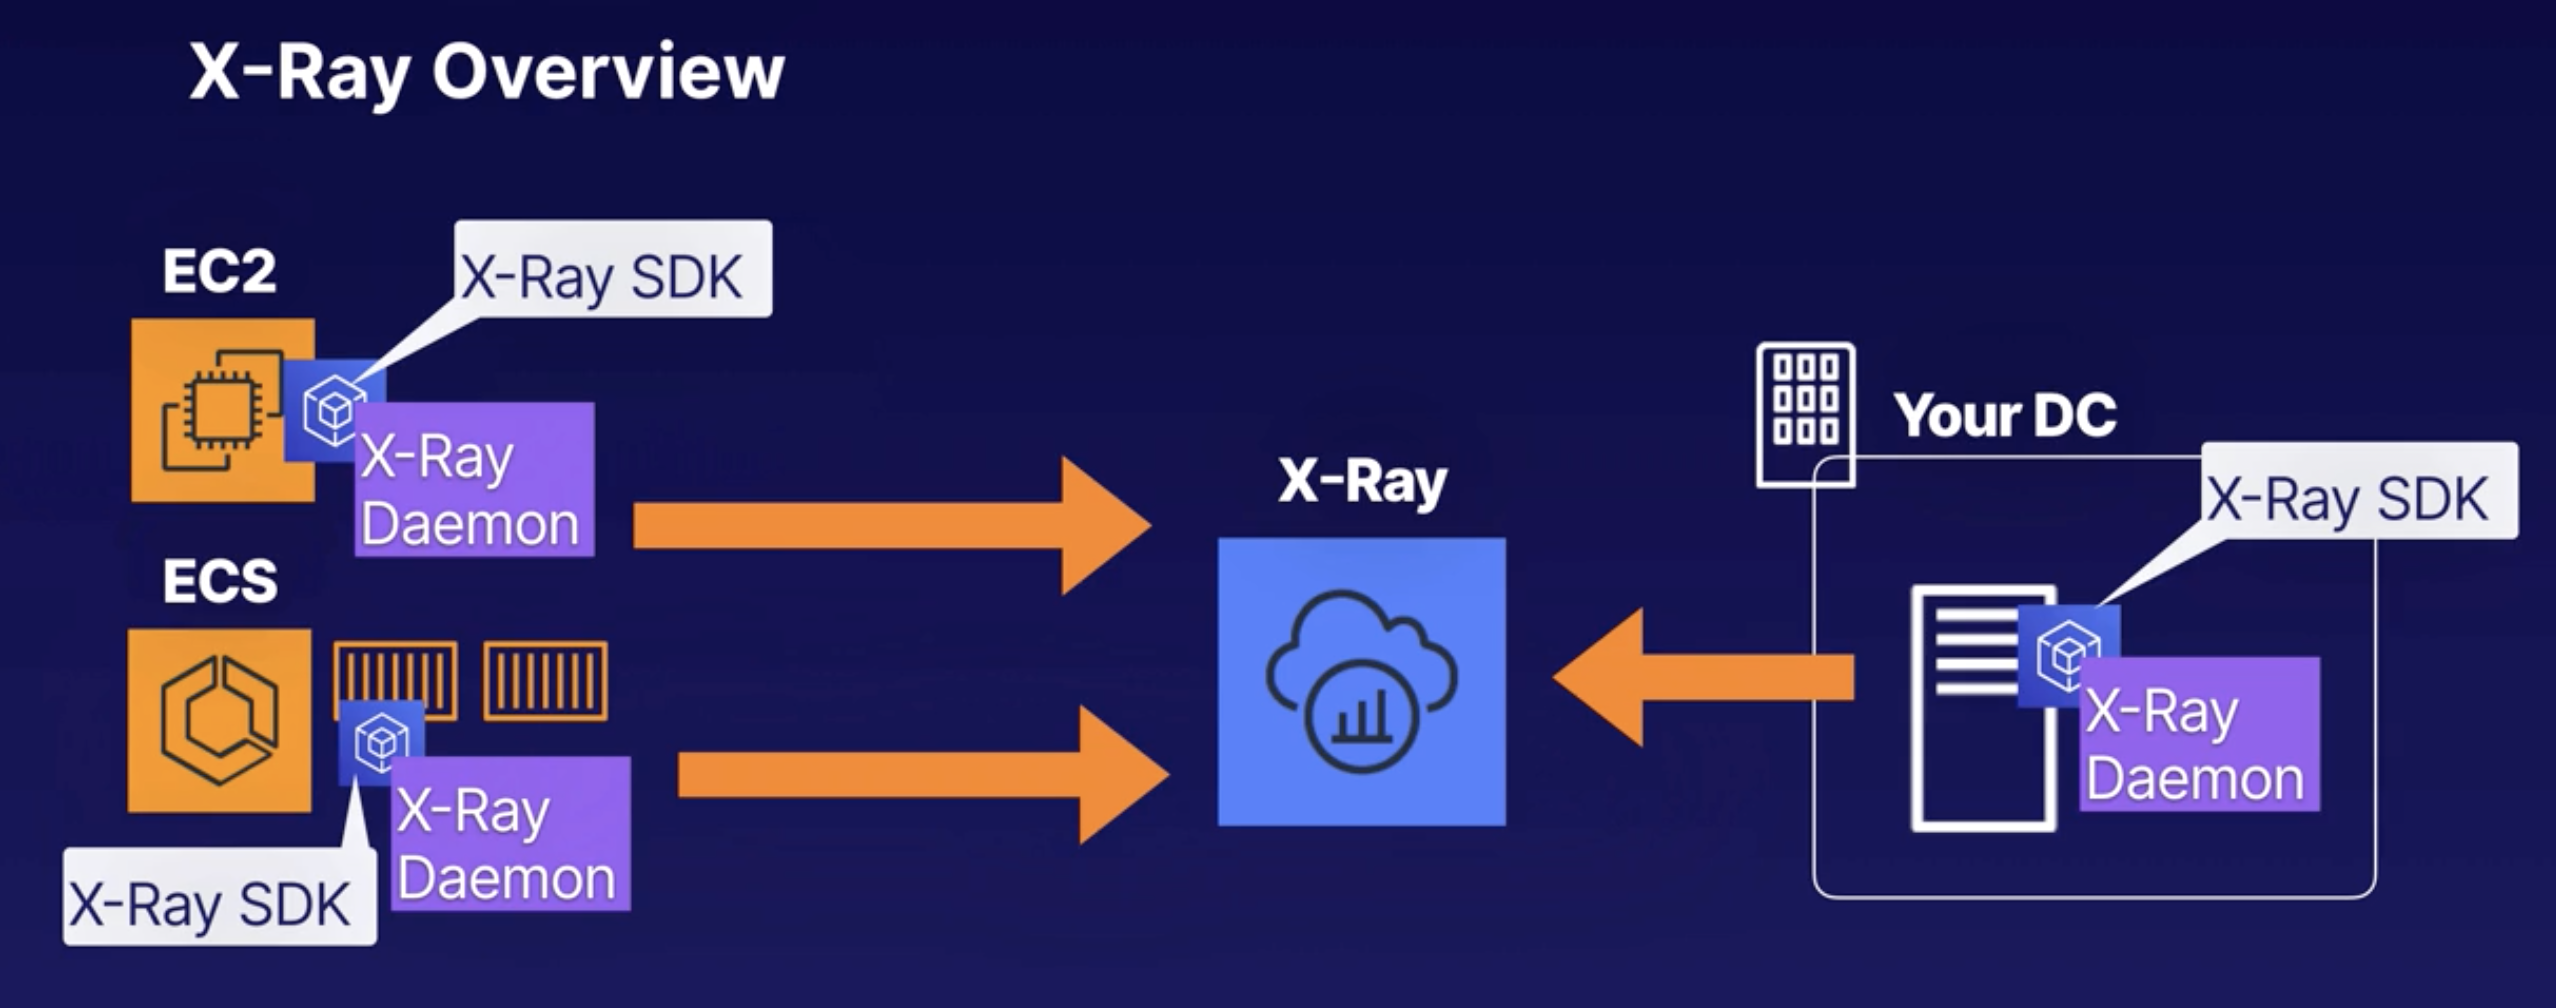 X-Ray Overview
EC2
X-Ray SDK
X-Ray
Daemon
ECS
X-Ray
Daemon
X-Ray SDK
X-Ray
Your DC
X-Ray SDK
X-Ray
Daemon